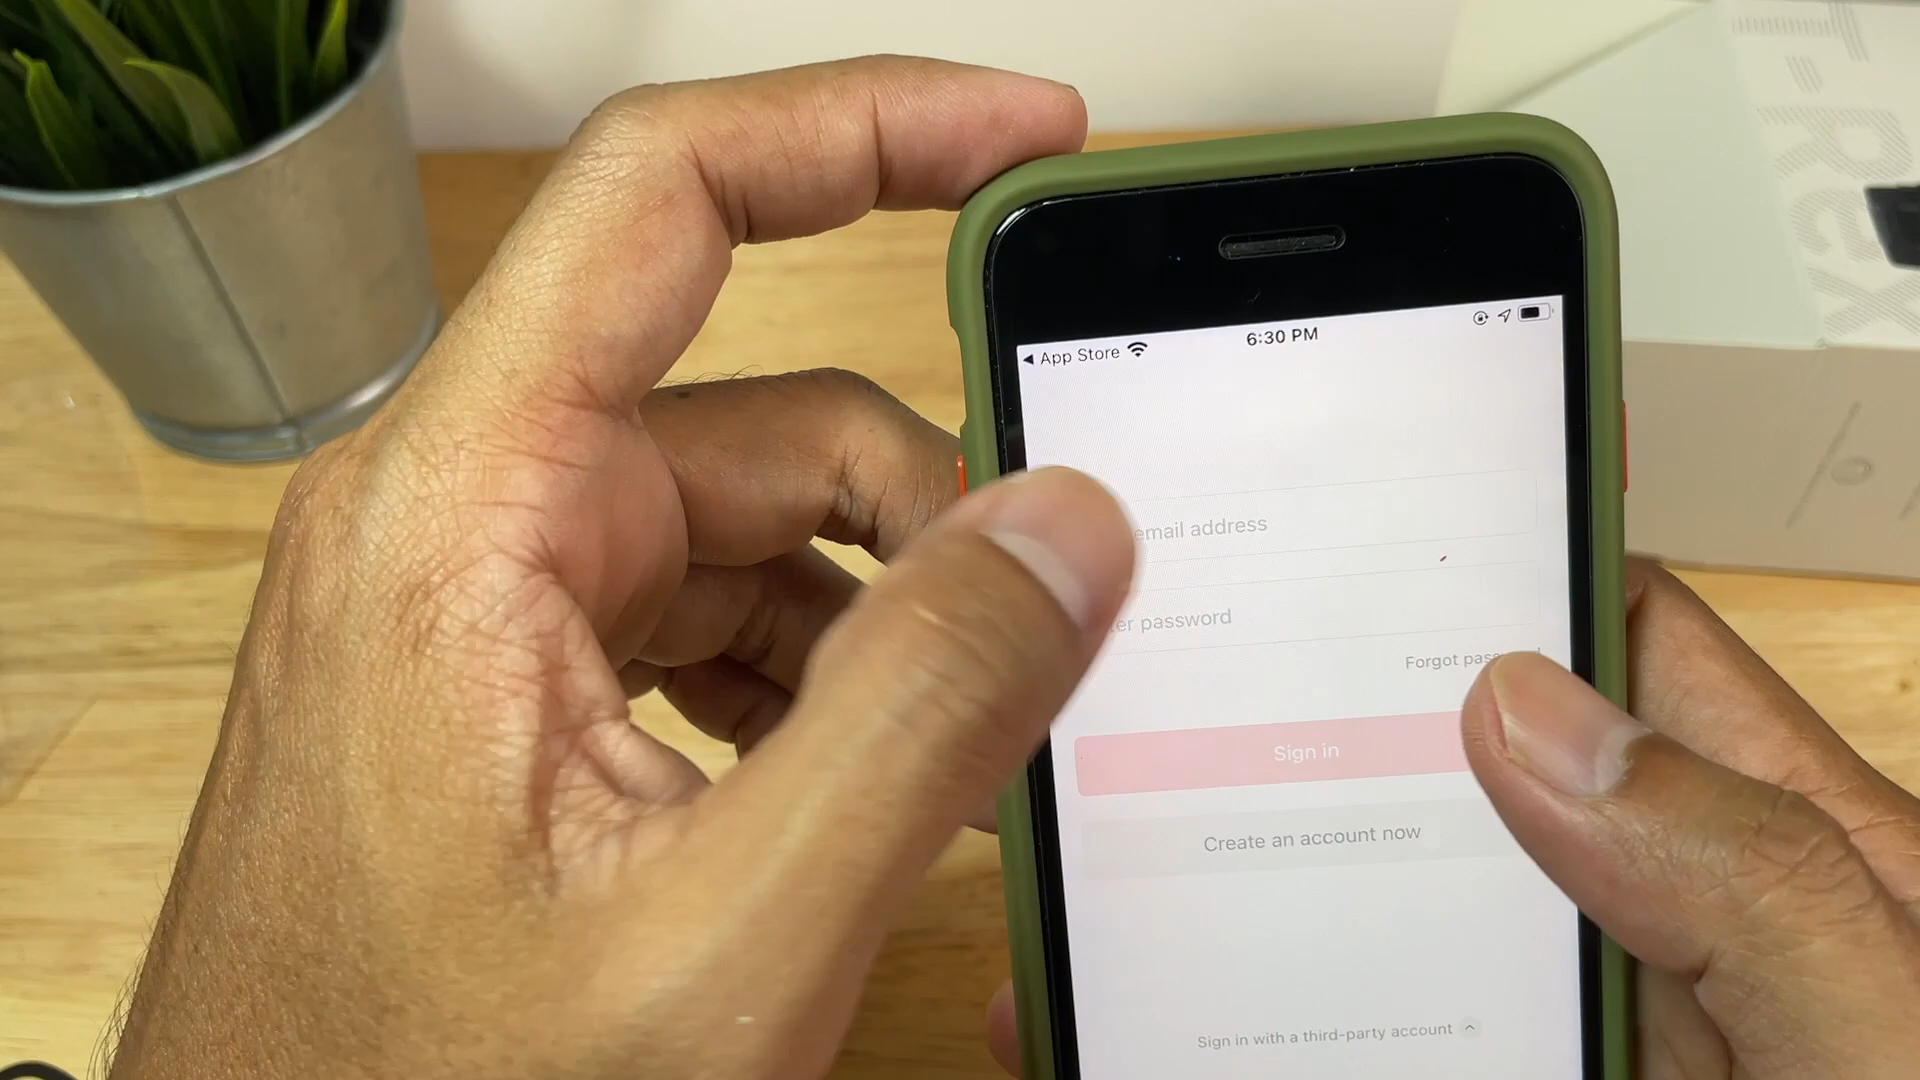 App Store
6:30 PM
email address
password
Forgot
Sign in
Create an account now
Sign in with a third-party account
T-Rex